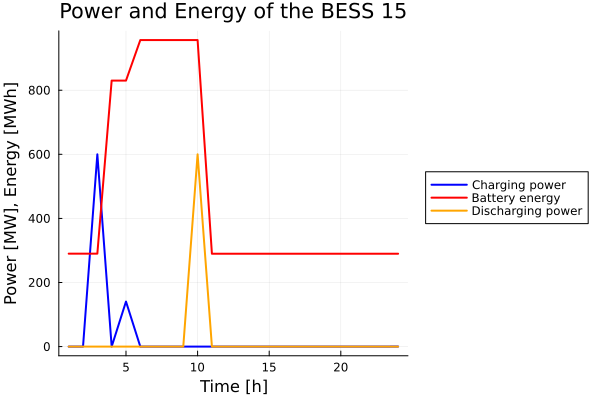 Power and Energy of the BESS 15
Power [MW], Energy [MWh]
800
600
400
200
0
5
10
15
20
Time [h]
Charging power
Battery energy
Discharging power